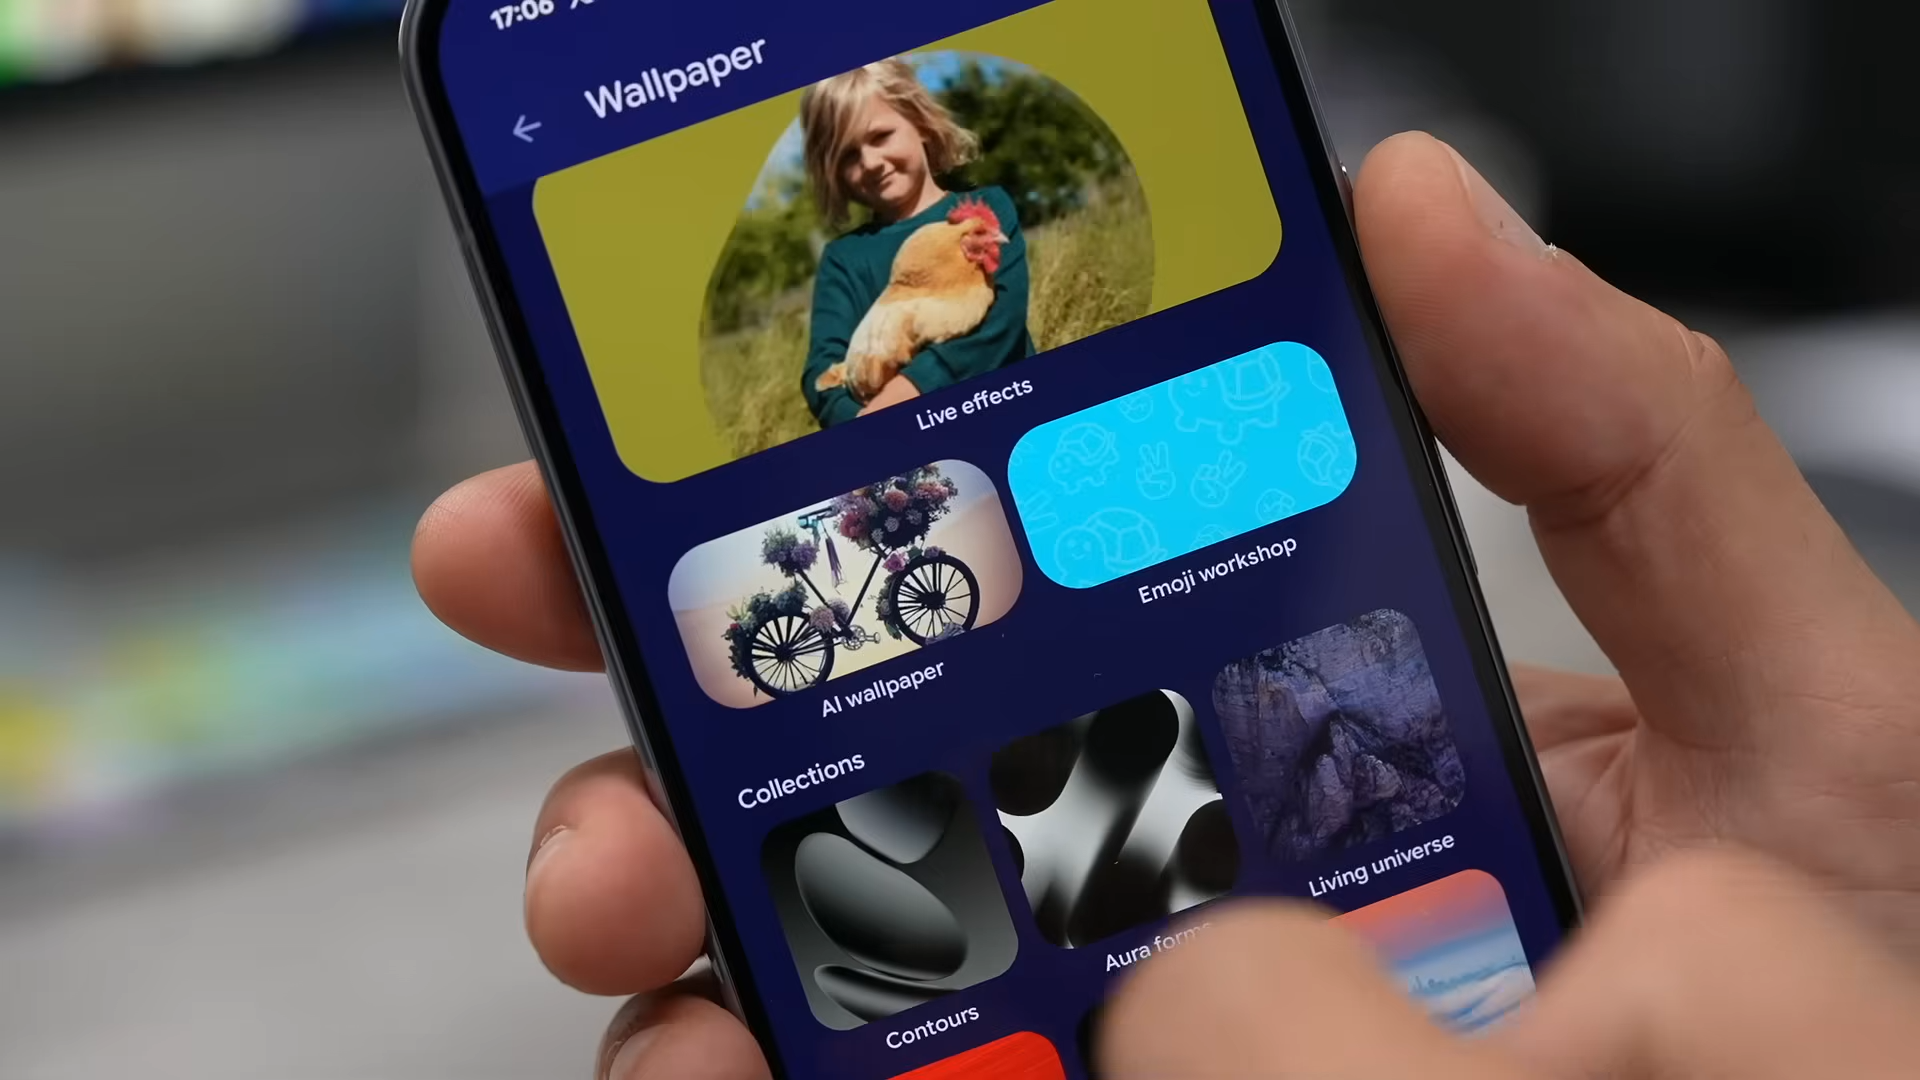 17:06
Wallpaper
Live effects
Emoji workshop
AI wallpaper
Collections
Living universe
Aura forms
Contours